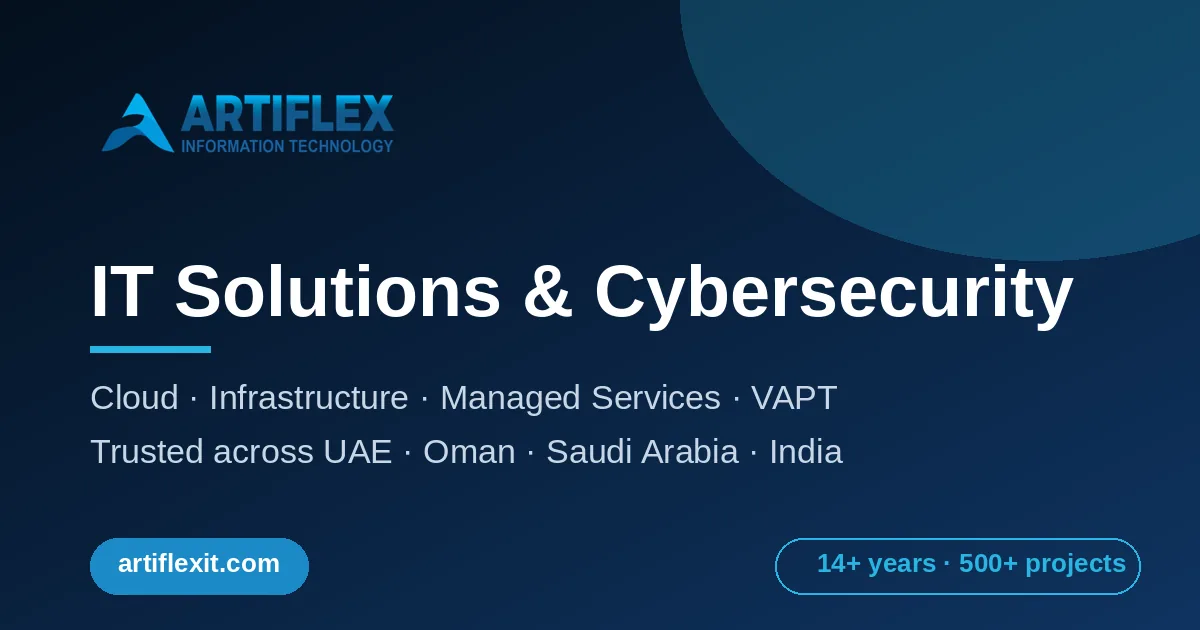 ARTIFLEX
INFORMATION TECHNOLOGY
IT Solutions & Cybersecurity
Cloud · Infrastructure · Managed Services · VAPT
Trusted across UAE · Oman · Saudi Arabia · India
artiflexit.com
14+ years · 500+ projects